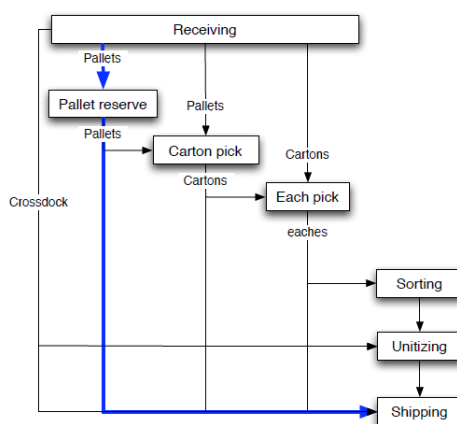 Receiving
Pallets
Pallet reserve
Pallets
Pallets
Carton pick
Cartons
Cartons
Each pick
Crossdock
eaches
Sorting
Unitizing
Shipping